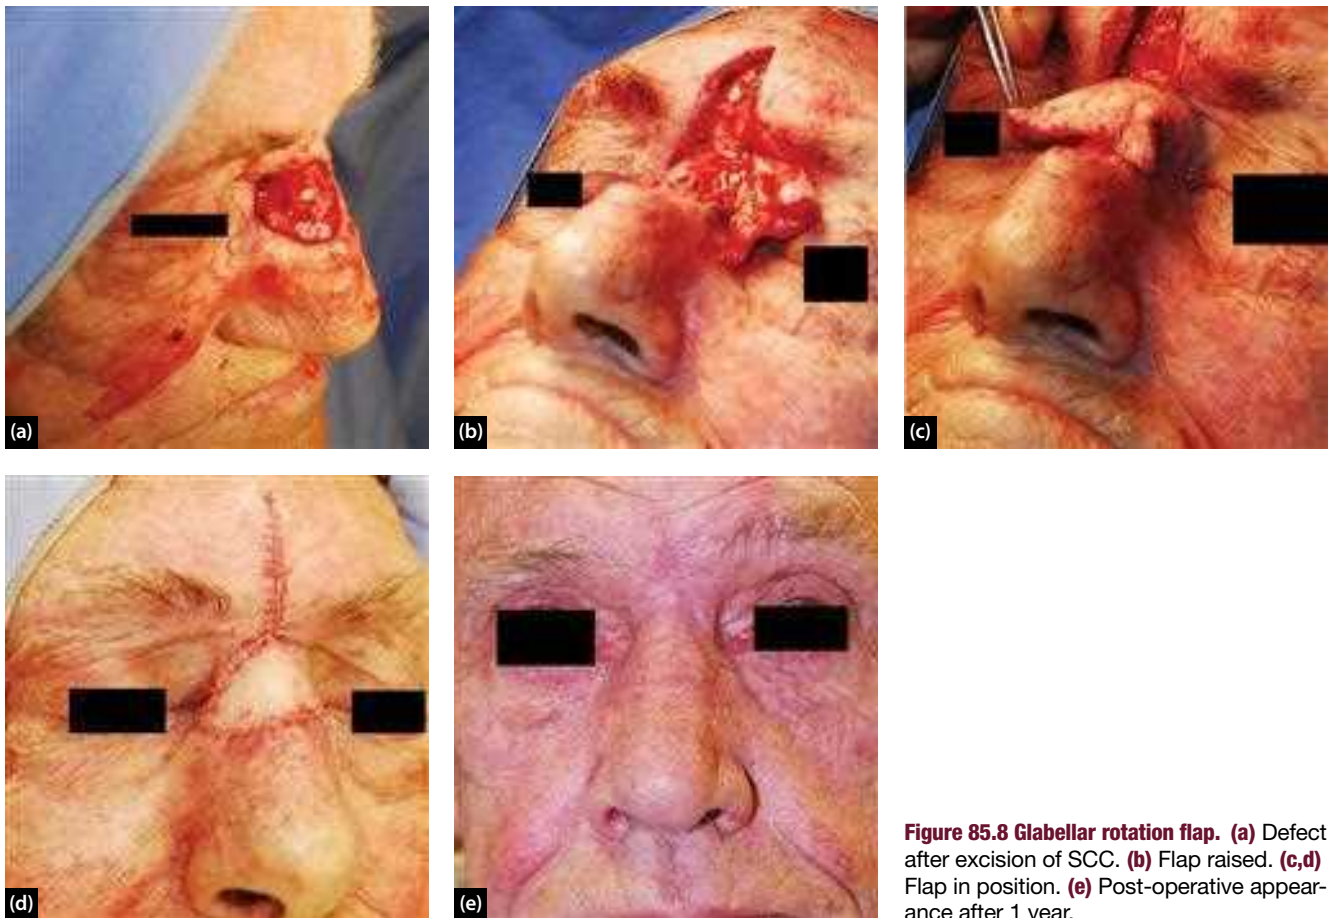 (a)
(b)
(c)
(d)
(e)
Figure 85.8 Glabellar rotation flap. (a) Defect
after excision of SCC. (b) Flap raised. (c,d)
Flap in position. (e) Post-operative appear-
ance after 1 year.